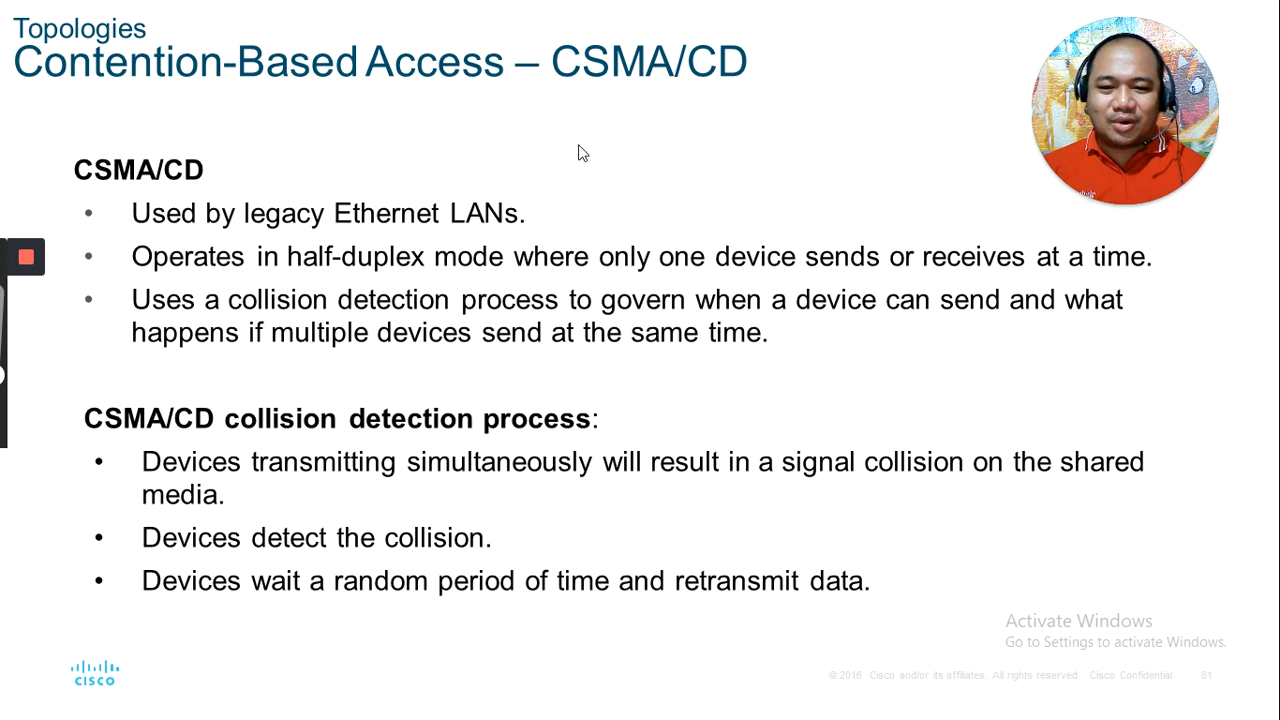 Topologies
Contention-Based Access – CSMA/CD
CSMA/CD
• Used by legacy Ethernet LANs.
• Operates in half-duplex mode where only one device sends or receives at a time.
• Uses a collision detection process to govern when a device can send and what
happens if multiple devices send at the same time.
CSMA/CD collision detection process:
• Devices transmitting simultaneously will result in a signal collision on the shared
media.
• Devices detect the collision.
• Devices wait a random period of time and retransmit data.
Activate Windows
Go to Settings to activate Windows.
CISCO
© 2016 Cisco and/or its affiliates. All rights reserved. Cisco Confidential 81